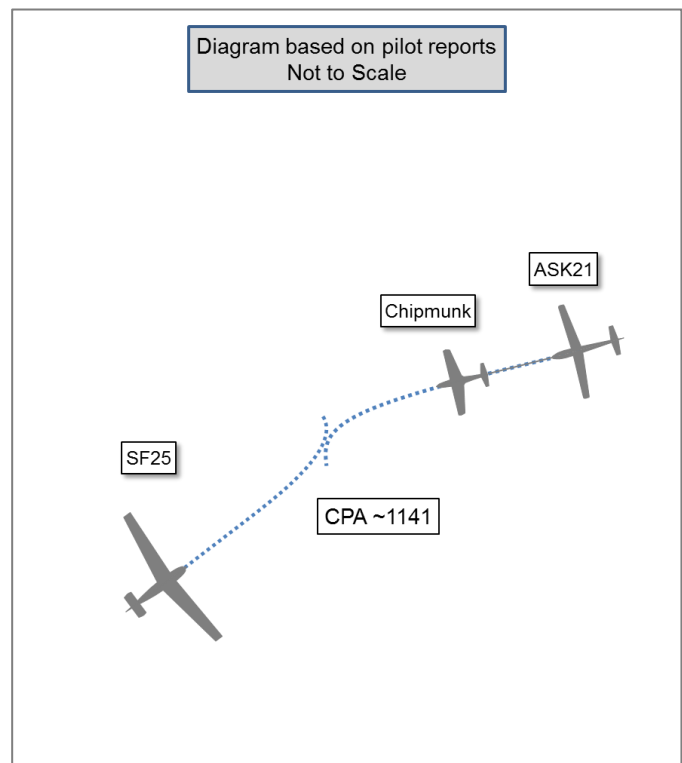 Diagram based on pilot reports
Not to Scale
ASK21
Chipmunk
SF25
CPA ~1141